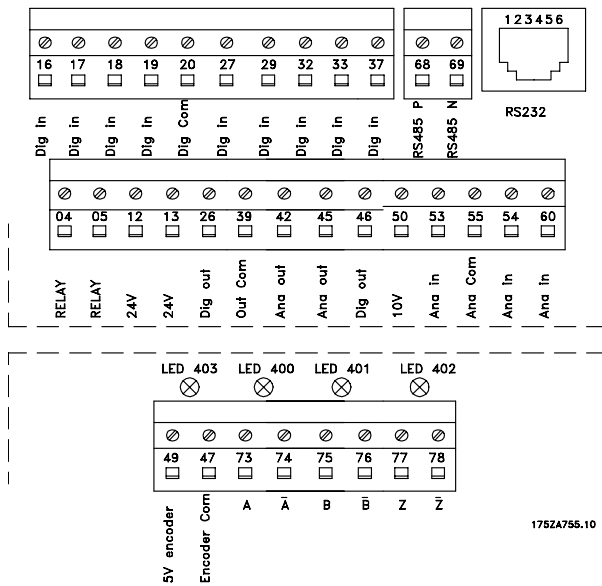 1 2 3 4 5 6
16 17 18 19 20 27 29 32 33 37 68 69
RS232
Dig in Dig in Dig in Dig in Dig Com Dig in Dig in Dig in Dig in Dig in RS485 P RS485 N
04 05 12 13 26 39 42 45 46 50 53 55 54 60
RELAY RELAY 24V 24V Dig out Out Com Ana out Ana out Dig out 10V Ana in Ana Com Ana in Ana in
LED 403 LED 400 LED 401 LED 402
49 47 73 74 75 76 77 78
5V encoder Encoder Com A A̅ B B̅ Z Z̅
175ZA755.10